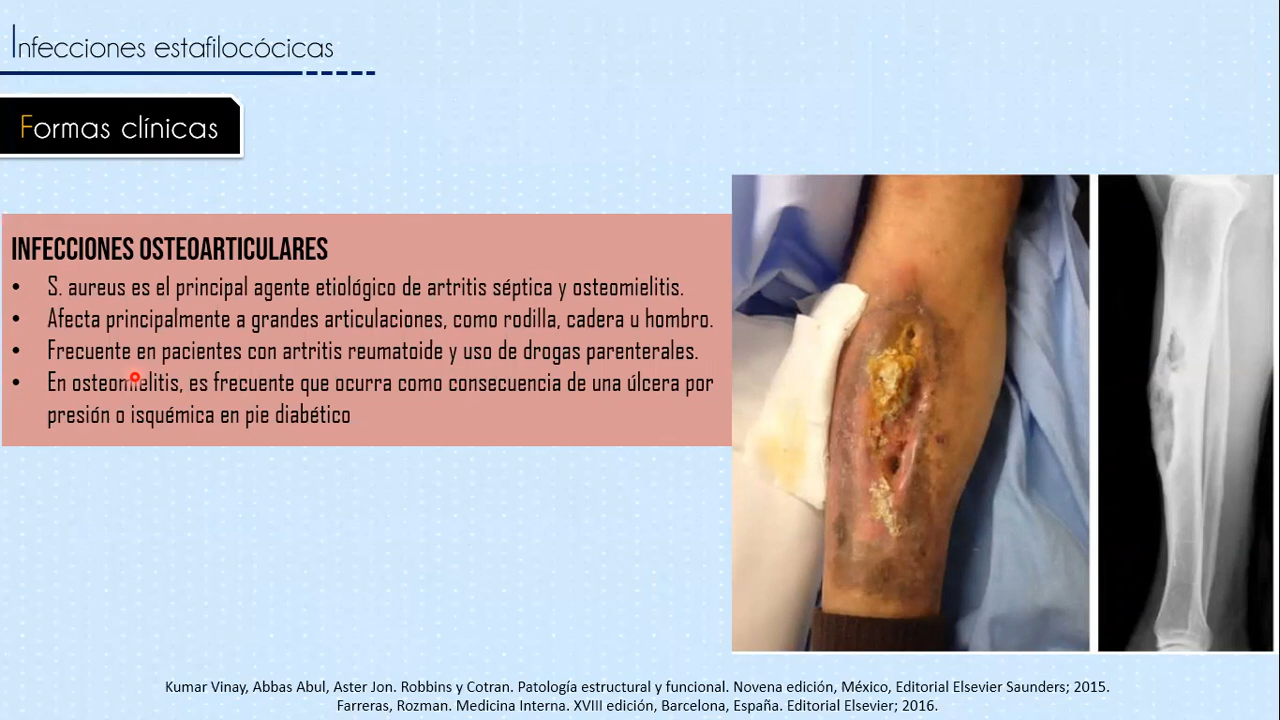 Infecciones estafilocócicas
Formas clínicas
INFECCIONES OSTEOARTICULARES
• S. aureus es el principal agente etiológico de artritis séptica y osteomielitis.
• Afecta principalmente a grandes articulaciones, como rodilla, cadera u hombro.
• Frecuente en pacientes con artritis reumatoide y uso de drogas parenterales.
• En osteomielitis, es frecuente que ocurra como consecuencia de una úlcera por
presión o isquémica en pie diabético
Kumar Vinay, Abbas Abul, Aster Jon. Robbins y Cotran. Patología estructural y funcional. Novena edición, México, Editorial Elsevier Saunders; 2015.
Farreras, Rozman. Medicina Interna. XVIII edición, Barcelona, España. Editorial Elsevier; 2016.